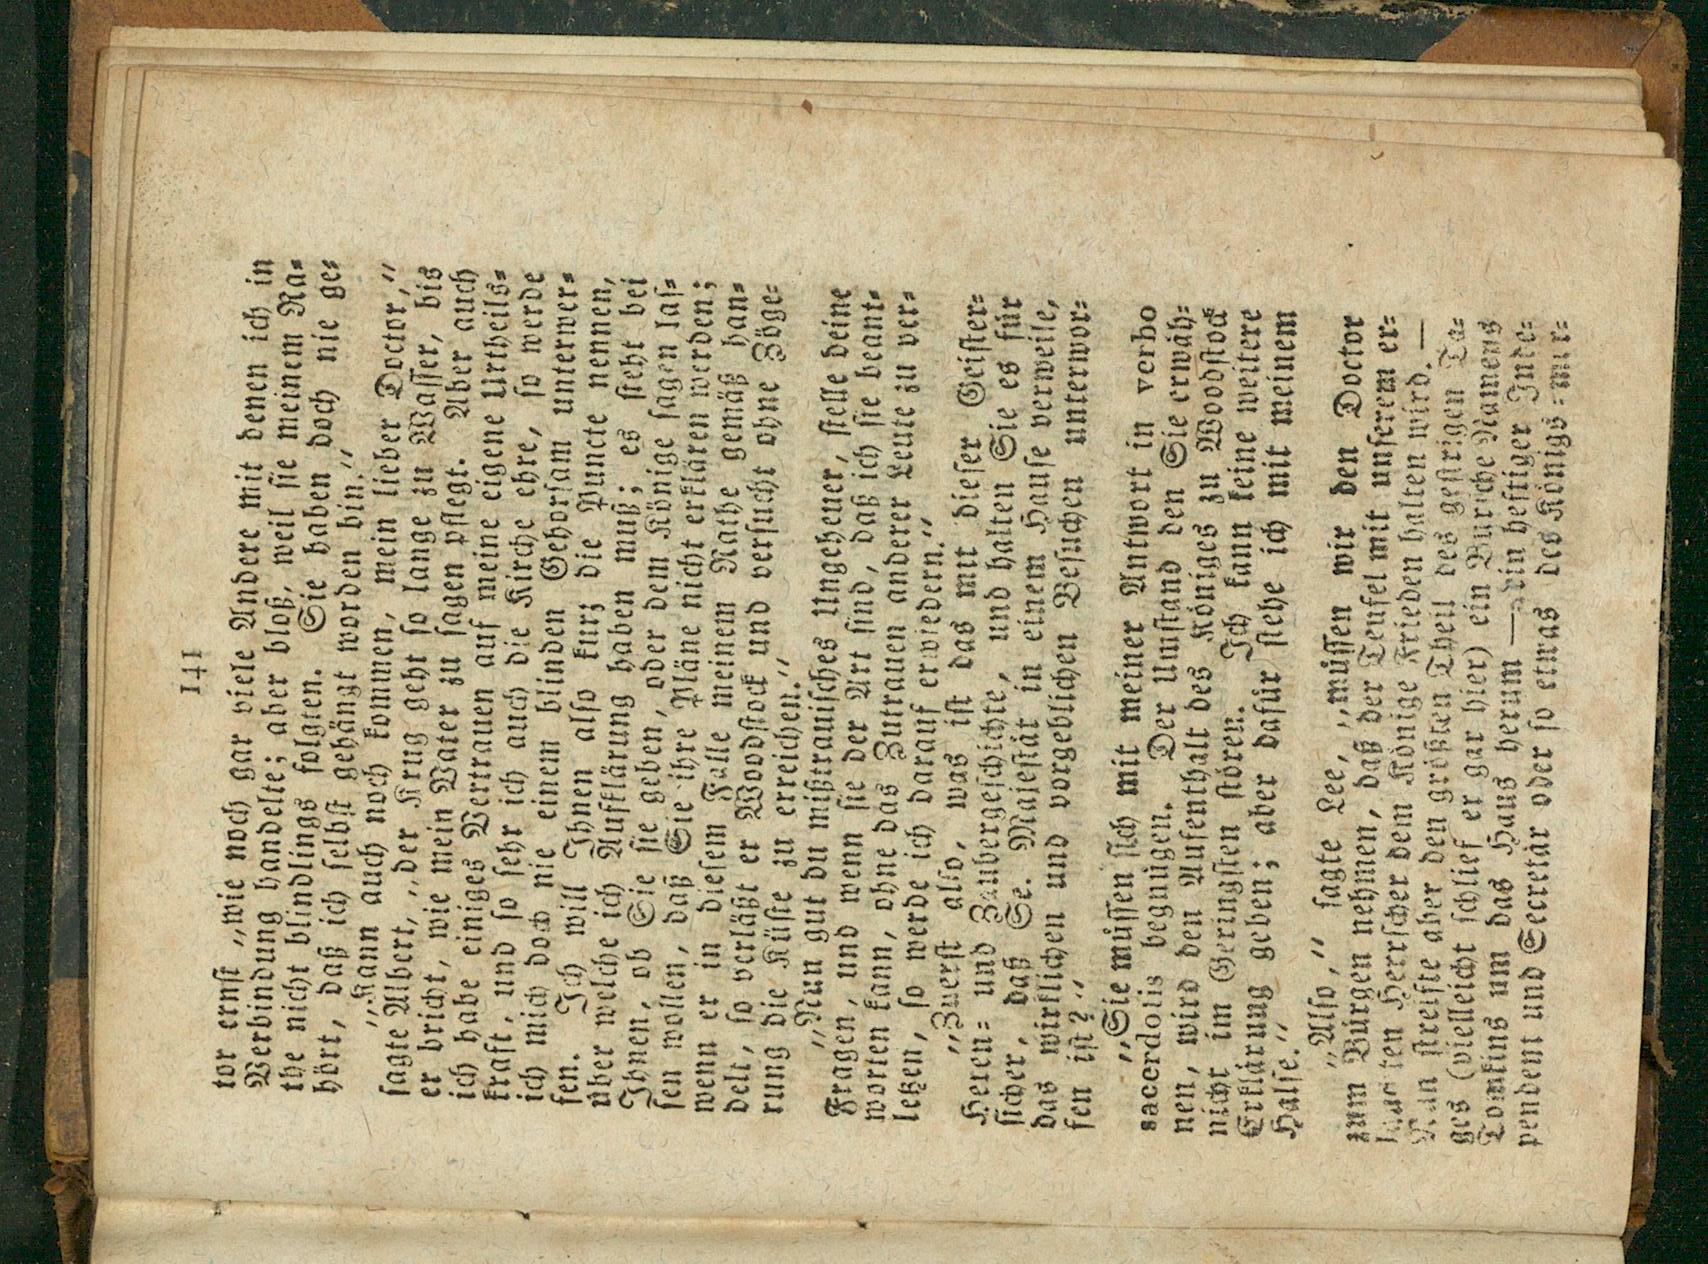 141
tor ernst „wie noch gar viele Andere mit denen ich in
Verbindung handelte; aber bloß, weil sie meinem Ra-
the nicht blindlings folgten. Sie haben doch nie ge-
hört, daß ich selbst gehängt worden bin.“
„Kann auch noch kommen, mein lieber Doctor,“
sagte Albert, „der Krug geht so lange zu Wasser, bis
er bricht, wie mein Vater zu sagen pflegt. Aber auch
ich habe einiges Vertrauen auf meine eigene Urtheils-
kraft, und so sehr ich auch die Kirche ehre, so werde
ich mich doch nie einem blinden Gehorsam unterwer-
fen. Ich will Ihnen also kurz die Puncte nennen,
über welche ich Aufklärung haben muß; es steht bei
Ihnen, ob Sie sie geben, oder dem Könige sagen las-
sen wollen, daß Sie ihre Pläne nicht erklären werden;
wenn er in diesem Falle meinem Rathe gemäß han-
delt, so verläßt er Woodstock und versucht ohne Zöge-
rung die Küste zu erreichen.“
„Nun gut du mißtrauisches Ungeheuer, stelle deine
Fragen, und wenn sie der Art sind, daß ich sie beant-
worten kann, ohne das Zutrauen anderer Leute zu ver-
letzen, so werde ich darauf erwiedern.“
„Zuerst also, was ist das mit dieser Geister-
Hexen- und Zaubergeschichte, und halten Sie es für
sicher, daß Se. Majestät in einem Hause verweile,
das wirklichen und vorgeblichen Besuchen unterwor-
fen ist?“
„Sie müssen sich mit meiner Antwort in verbo
sacerdotis begnügen. Der Umstand den Sie erwäh-
nen, wird den Aufenthalt des Königes zu Woodstock
nicht im Geringsten stören. Ich kann keine weitere
Erklärung geben; aber dafür stehe ich mit meinem
Halse.“
„Also,“ sagte Lee, „müssen wir den Doctor
zum Bürgen nehmen, daß der Teufel mit unserem er-
lauchten Herrscher dem Könige Frieden halten wird. —
Nun streifte aber den größten Theil des gestrigen Ta-
ges (vielleicht schlief er gar hier) ein Bursche Namens
Tomkins um das Haus herum — ein heftiger Inde-
pendent und Secretär oder so etwas des Königs-mör-